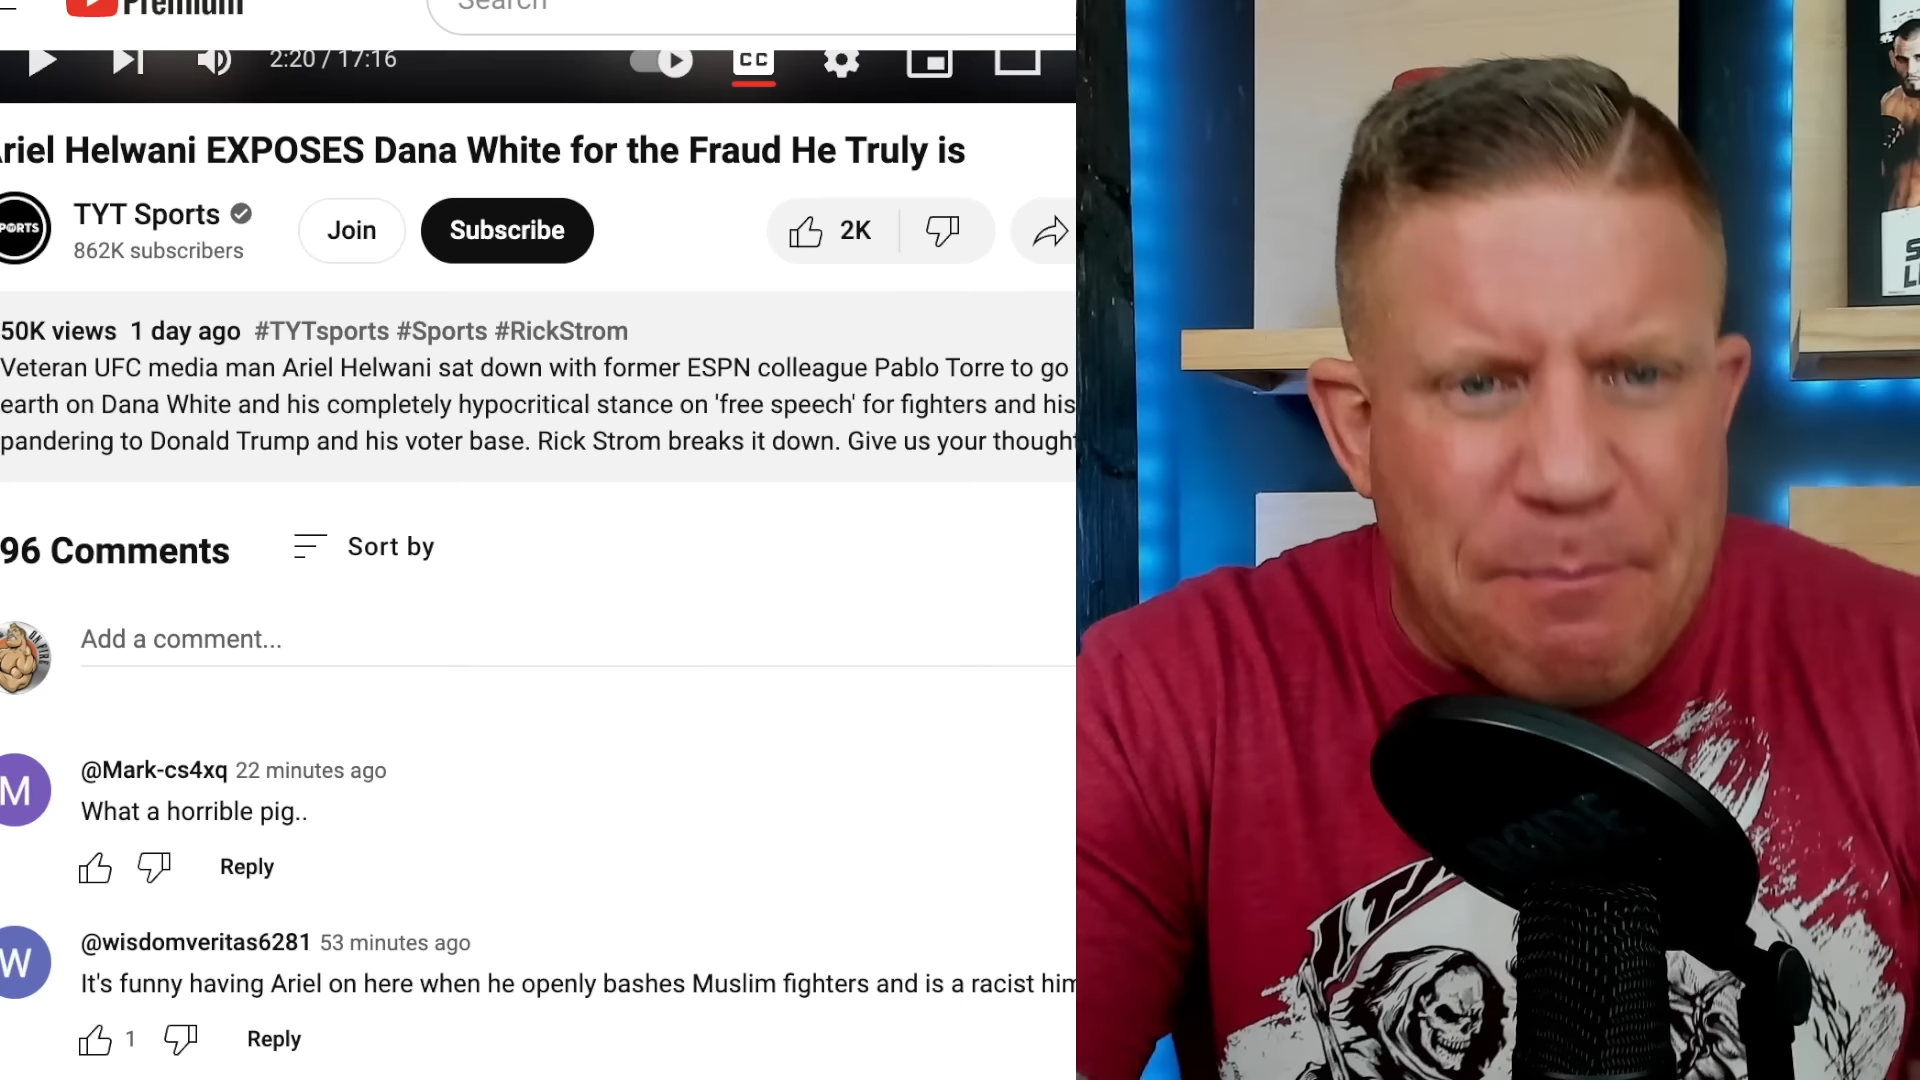 Premium
Search
2:20 / 17:16
CC
riel Helwani EXPOSES Dana White for the Fraud He Truly is
PORTS
TYT Sports
862K subscribers
Join
Subscribe
2K
50K views 1 day ago #TYTsports #Sports #RickStrom
Veteran UFC media man Ariel Helwani sat down with former ESPN colleague Pablo Torre to go
earth on Dana White and his completely hypocritical stance on 'free speech' for fighters and his
pandering to Donald Trump and his voter base. Rick Strom breaks it down. Give us your thought
96 Comments
Sort by
ON FIRE
Add a comment...
M
@Mark-cs4xq 22 minutes ago
What a horrible pig..
Reply
W
@wisdomveritas6281 53 minutes ago
It's funny having Ariel on here when he openly bashes Muslim fighters and is a racist him
1
Reply